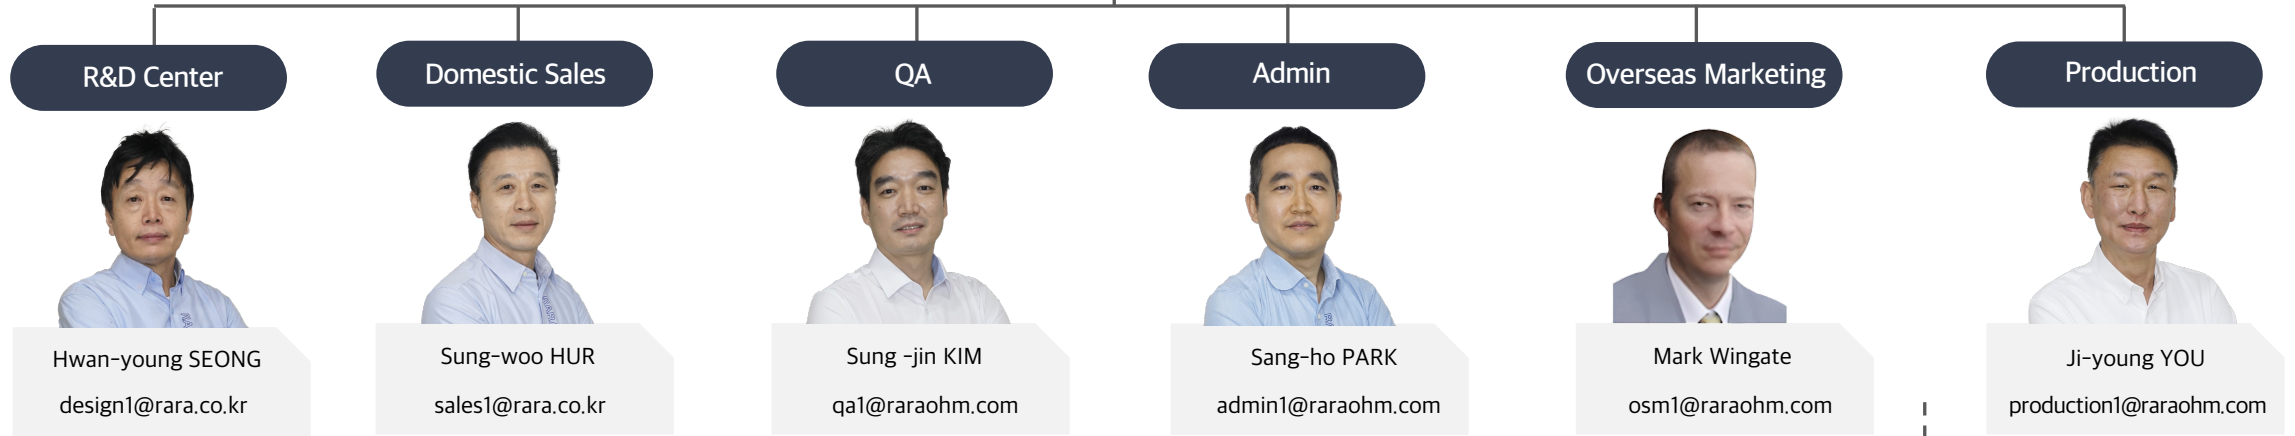 R&D Center
Domestic Sales
QA
Admin
Overseas Marketing
Production
Hwan-young SEONG
design1@rara.co.kr
Sung-woo HUR
sales1@rara.co.kr
Sung -jin KIM
qa1@raraohm.com
Sang-ho PARK
admin1@raraohm.com
Mark Wingate
osm1@raraohm.com
Ji-young YOU
production1@raraohm.com